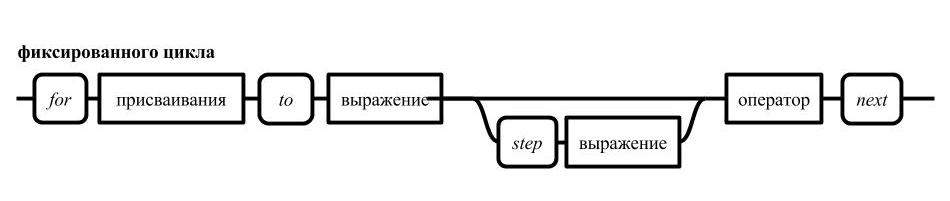 фиксированного цикла
for присваивания to выражение оператор next
step выражение